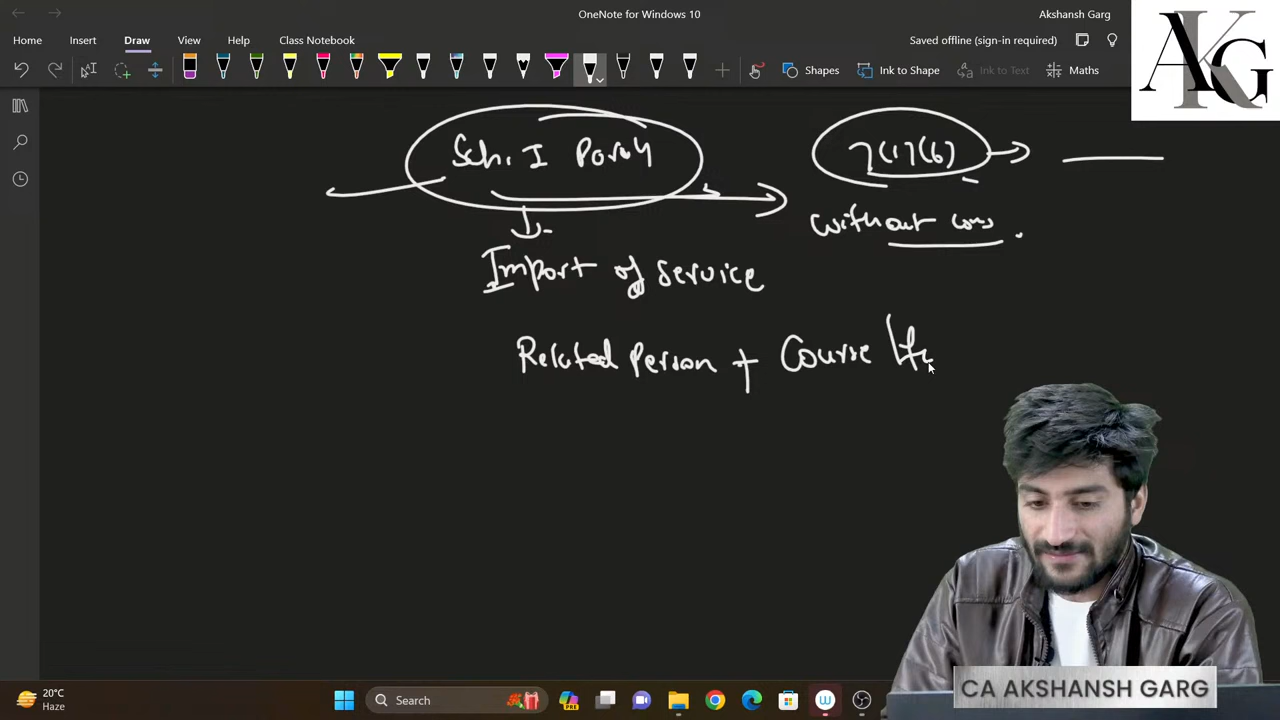 OneNote for Windows 10
Akshansh Garg
Home Insert Draw View Help Class Notebook
Saved offline (sign-in required)
Shapes Ink to Shape Ink to Text Maths
AKG
Sch. I Para 4
7(1)(b)
without cons.
Import of service
Related Person + Course
CA AKSHANSH GARG
20°C
Haze
Search